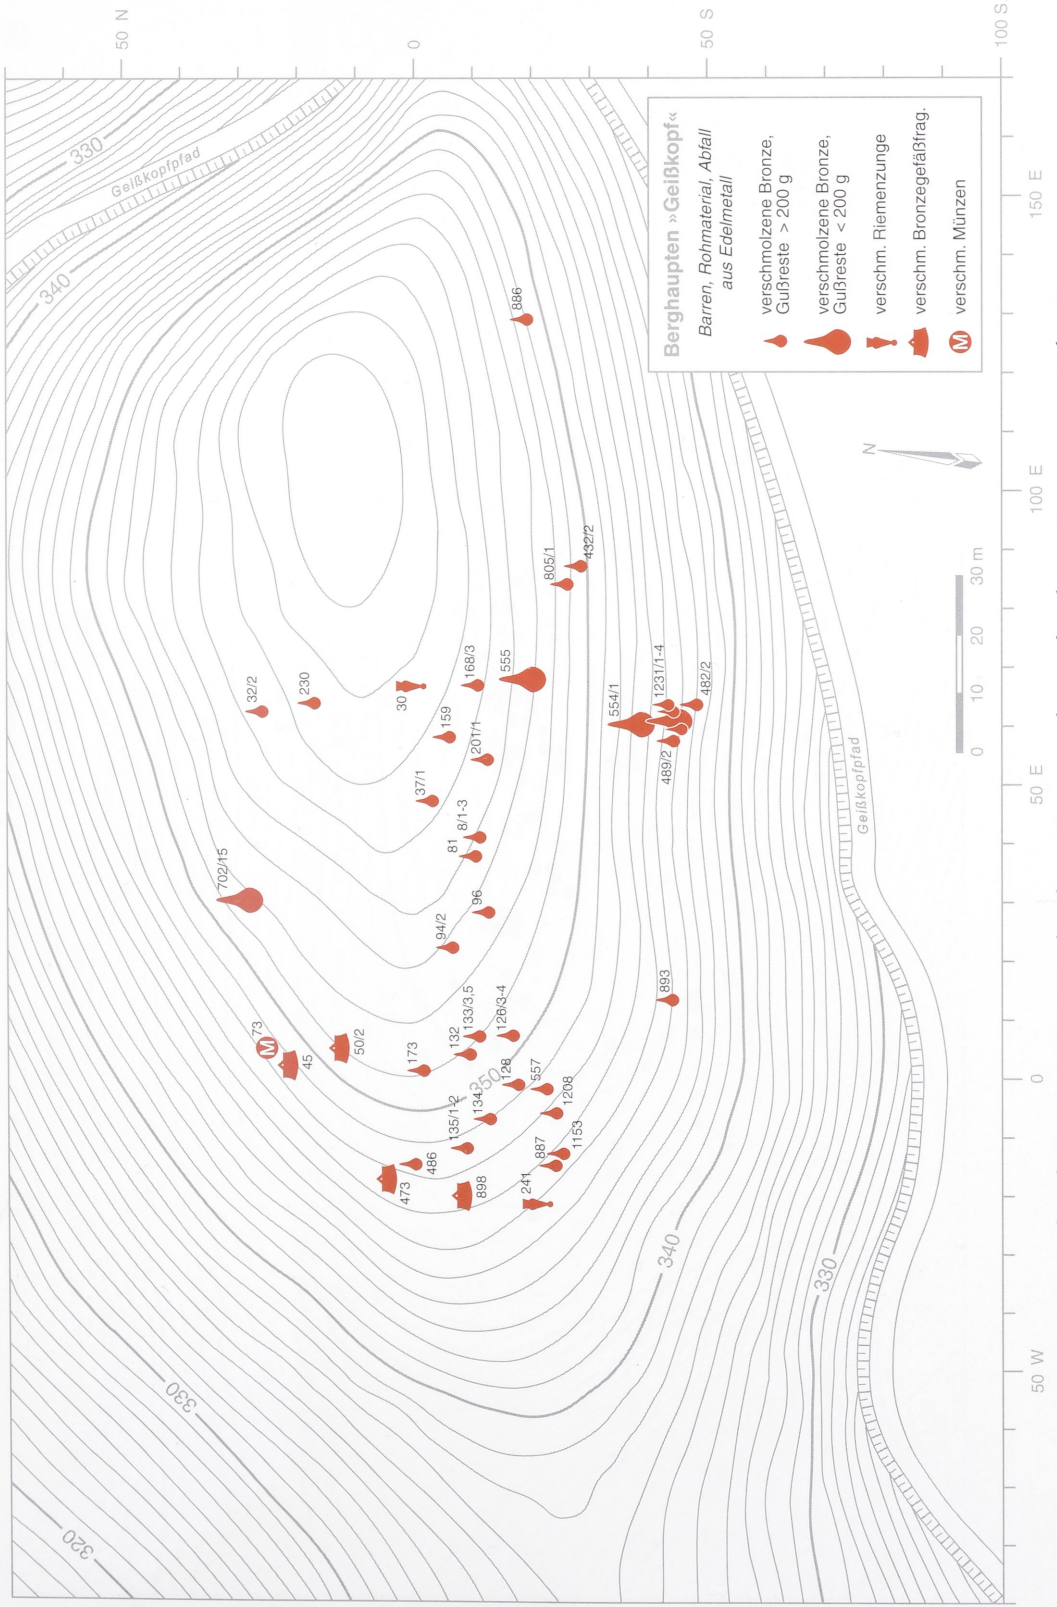 50 N
0
50 S
100 S
50 W
0
50 E
100 E
150 E
320
330
330
340
340
330
350
Geißkopfpfad
Geißkopfpfad
N
0
10
20
30 m
Berghaupten »Geißkopf«
Barren, Rohmaterial, Abfall
aus Edelmetall
verschmolzene Bronze,
Gußreste > 200 g
verschmolzene Bronze,
Gußreste < 200 g
verschm. Riemenzunge
verschm. Bronzegefäßfrag.
M verschm. Münzen
M
73
45
50/2
702/15
32/2
230
30
168/3
555
159
201/1
37/1
8/1-3
81
96
94/2
133/3,5
126/3-4
132
173
128
557
134
1208
135/1-2
1153
887
486
473
898
241
893
554/1
1231/1-4
482/2
489/2
805/1
432/2
886